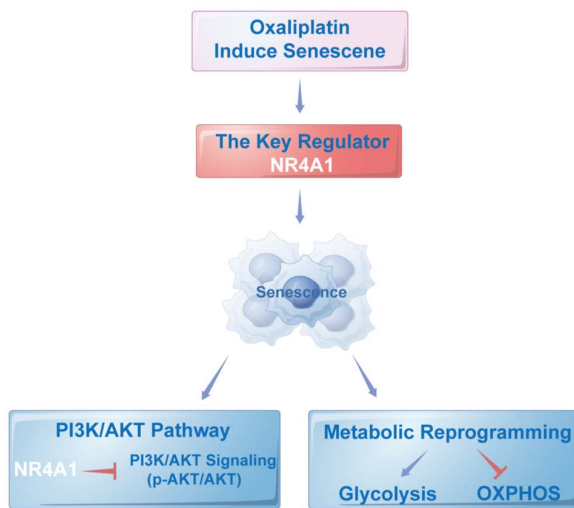 Oxaliplatin
Induce Senescene
The Key Regulator
NR4A1
Senescence
PI3K/AKT Pathway
NR4A1
PI3K/AKT Signaling
(p-AKT/AKT)
Metabolic Reprogramming
Glycolysis
OXPHOS